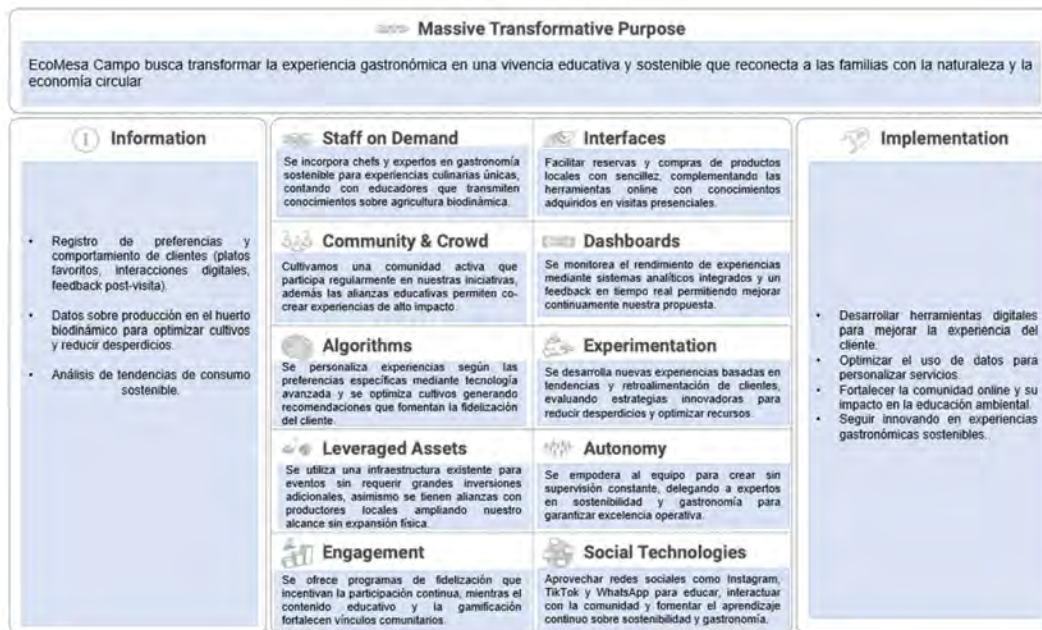 Massive Transformative Purpose
EcoMesa Campo busca transformar la experiencia gastronómica en una vivencia educativa y sostenible que reconecta a las familias con la naturaleza y la
economía circular
Information
• Registro de preferencias y
comportamiento de clientes (platos
favoritos, interacciones digitales,
feedback post-visita).
• Datos sobre producción en el huerto
biodinámico para optimizar cultivos
y reducir desperdicios.
• Análisis de tendencias de consumo
sostenible.
Staff on Demand
Se incorpora chefs y expertos en gastronomía
sostenible para experiencias culinarias únicas,
contando con educadores que transmiten
conocimientos sobre agricultura biodinámica.
Community & Crowd
Cultivamos una comunidad activa que
participa regularmente en nuestras iniciativas,
además las alianzas educativas permiten co-
crear experiencias de alto impacto.
Algorithms
Se personaliza experiencias según las
preferencias específicas mediante tecnología
avanzada y se optimiza cultivos generando
recomendaciones que fomentan la fidelización
del cliente.
Leveraged Assets
Se utiliza una infraestructura existente para
eventos sin requerir grandes inversiones
adicionales, asimismo se tienen alianzas con
productores locales ampliando nuestro
alcance sin expansión física.
Engagement
Se ofrece programas de fidelización que
incentivan la participación continua, mientras el
contenido educativo y la gamificación
fortalecen vínculos comunitarios.
Interfaces
Facilitar reservas y compras de productos
locales con sencillez, complementando las
herramientas online con conocimientos
adquiridos en visitas presenciales.
Dashboards
Se monitorea el rendimiento de experiencias
mediante sistemas analíticos integrados y un
feedback en tiempo real permitiendo mejorar
continuamente nuestra propuesta.
Experimentation
Se desarrolla nuevas experiencias basadas en
tendencias y retroalimentación de clientes,
evaluando estrategias innovadoras para
reducir desperdicios y optimizar recursos.
Autonomy
Se empodera al equipo para crear sin
supervisión constante, delegando a expertos
en sostenibilidad y gastronomía para
garantizar excelencia operativa.
Social Technologies
Aprovechar redes sociales como Instagram,
TikTok y WhatsApp para educar, interactuar
con la comunidad y fomentar el aprendizaje
continuo sobre sostenibilidad y gastronomía.
Implementation
• Desarrollar herramientas digitales
para mejorar la experiencia del
cliente.
• Optimizar el uso de datos para
personalizar servicios.
• Fortalecer la comunidad online y su
impacto en la educación ambiental.
• Seguir innovando en experiencias
gastronómicas sostenibles.